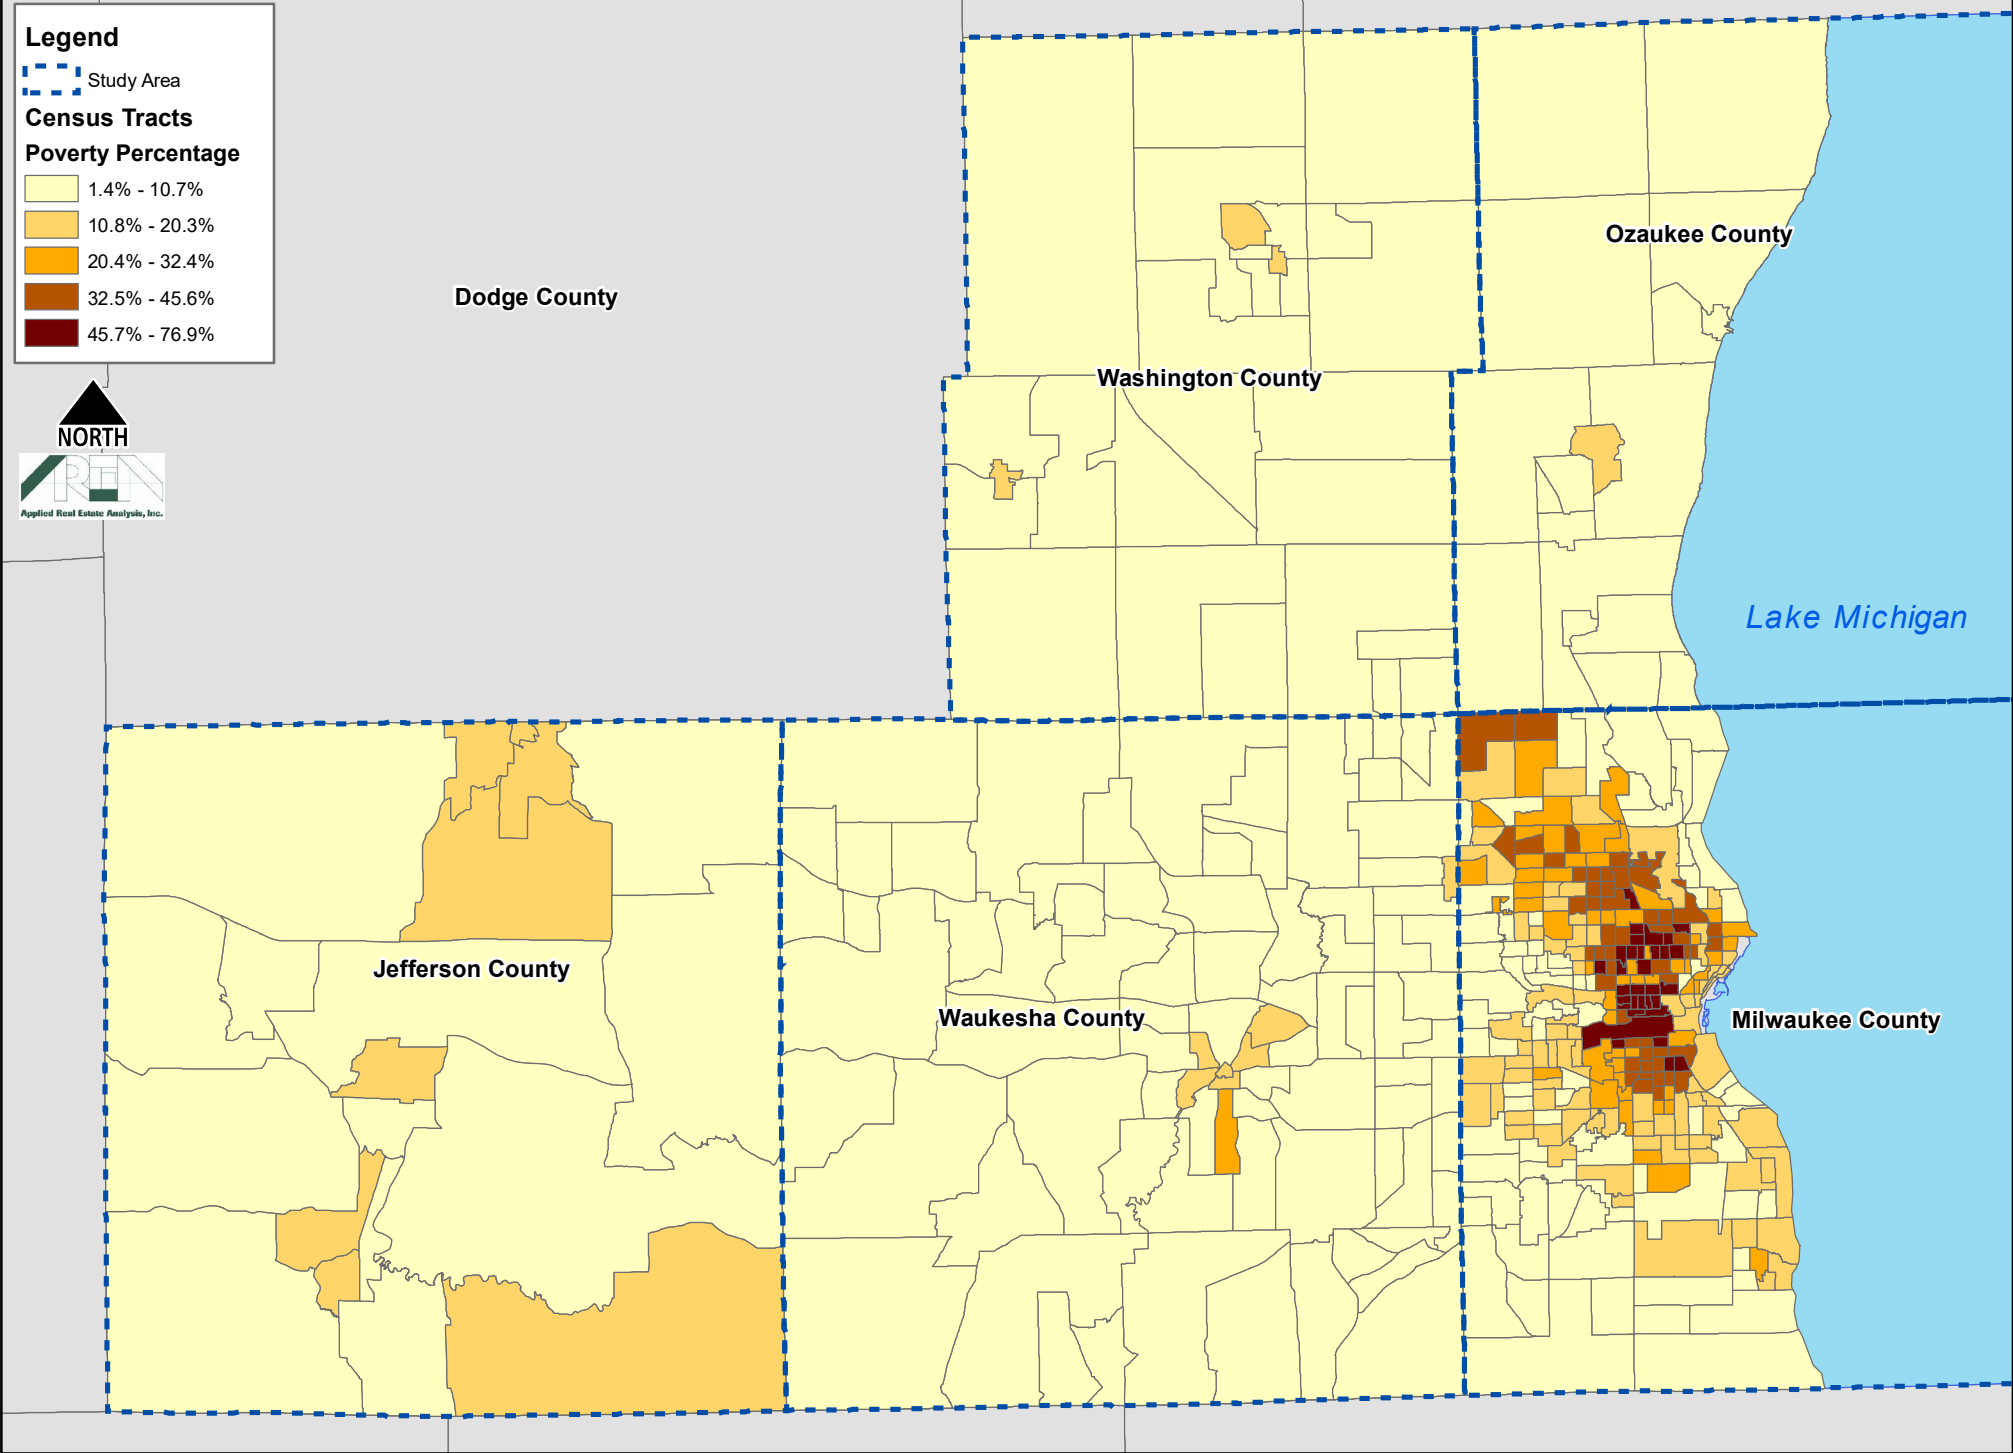 Legend
Study Area
Census Tracts
Poverty Percentage
1.4% - 10.7%
10.8% - 20.3%
20.4% - 32.4%
32.5% - 45.6%
45.7% - 76.9%
NORTH
AREA
Applied Real Estate Analysis, Inc.
Dodge County
Ozaukee County
Washington County
Lake Michigan
Jefferson County
Waukesha County
Milwaukee County